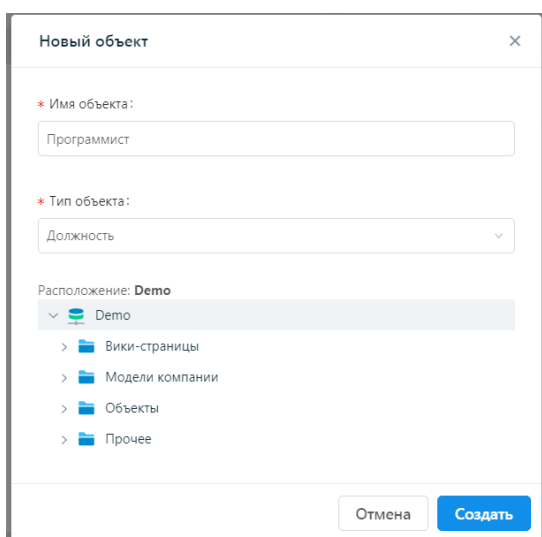 Новый объект
* Имя объекта:
Программист
* Тип объекта:
Должность
Расположение: Demo
Demo
Вики-страницы
Модели компании
Объекты
Прочее
Отмена Создать